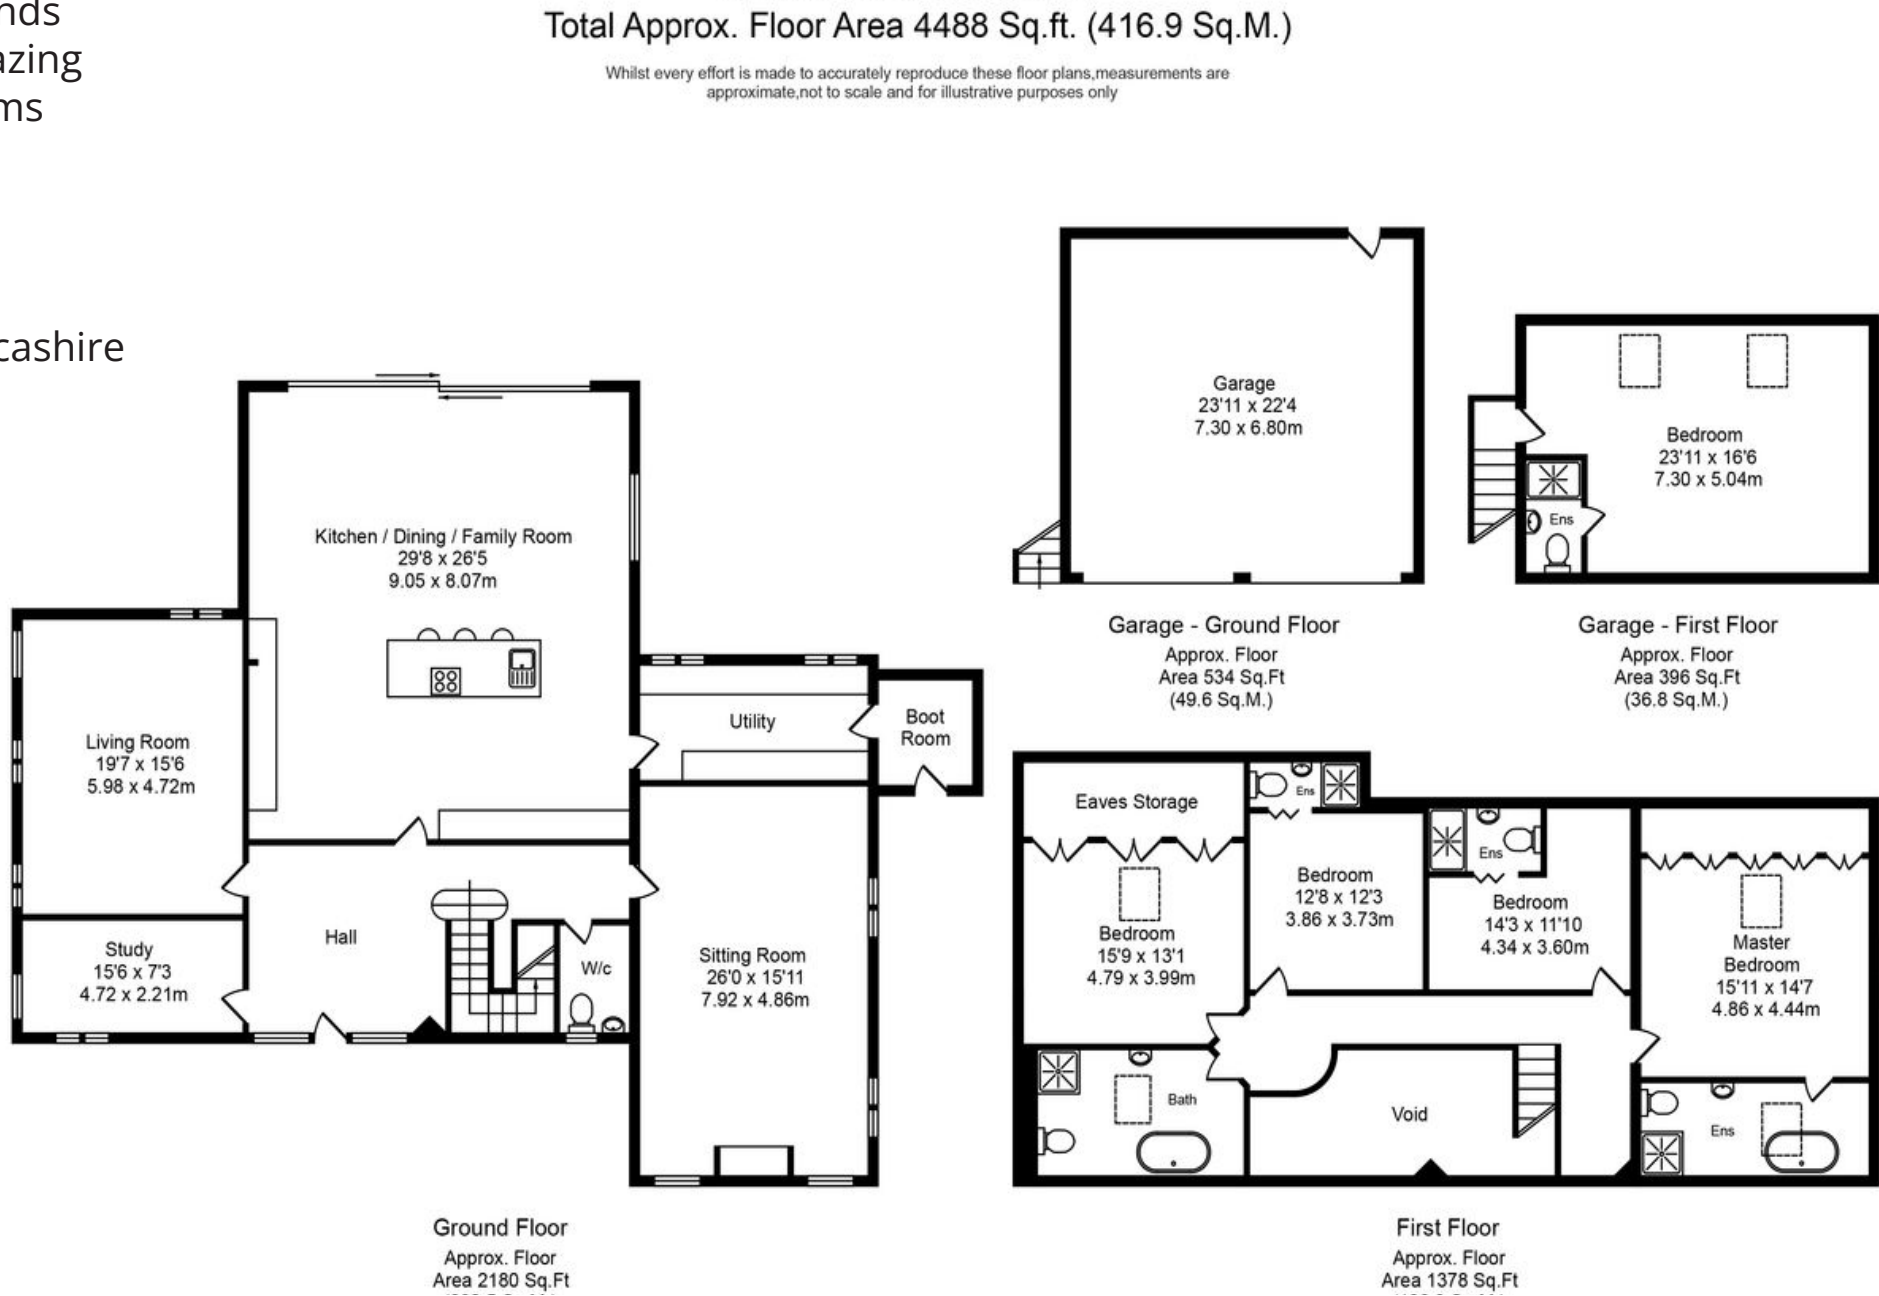 nds
azing
ms
cashire
Total Approx. Floor Area 4488 Sq.ft. (416.9 Sq.M.)
Whilst every effort is made to accurately reproduce these floor plans,measurements are
approximate,not to scale and for illustrative purposes only
Kitchen / Dining / Family Room
29'8 x 26'5
9.05 x 8.07m
Living Room
19'7 x 15'6
5.98 x 4.72m
Utility
Boot
Room
Study
15'6 x 7'3
4.72 x 2.21m
Hall
W/c
Sitting Room
26'0 x 15'11
7.92 x 4.86m
Ground Floor
Approx. Floor
Area 2180 Sq.Ft
Garage
23'11 x 22'4
7.30 x 6.80m
Garage - Ground Floor
Approx. Floor
Area 534 Sq.Ft
(49.6 Sq.M.)
Bedroom
23'11 x 16'6
7.30 x 5.04m
Ens
Garage - First Floor
Approx. Floor
Area 396 Sq.Ft
(36.8 Sq.M.)
Eaves Storage
Ens
Bedroom
15'9 x 13'1
4.79 x 3.99m
Bedroom
12'8 x 12'3
3.86 x 3.73m
Ens
Bedroom
14'3 x 11'10
4.34 x 3.60m
Master
Bedroom
15'11 x 14'7
4.86 x 4.44m
Bath
Void
Ens
First Floor
Approx. Floor
Area 1378 Sq.Ft